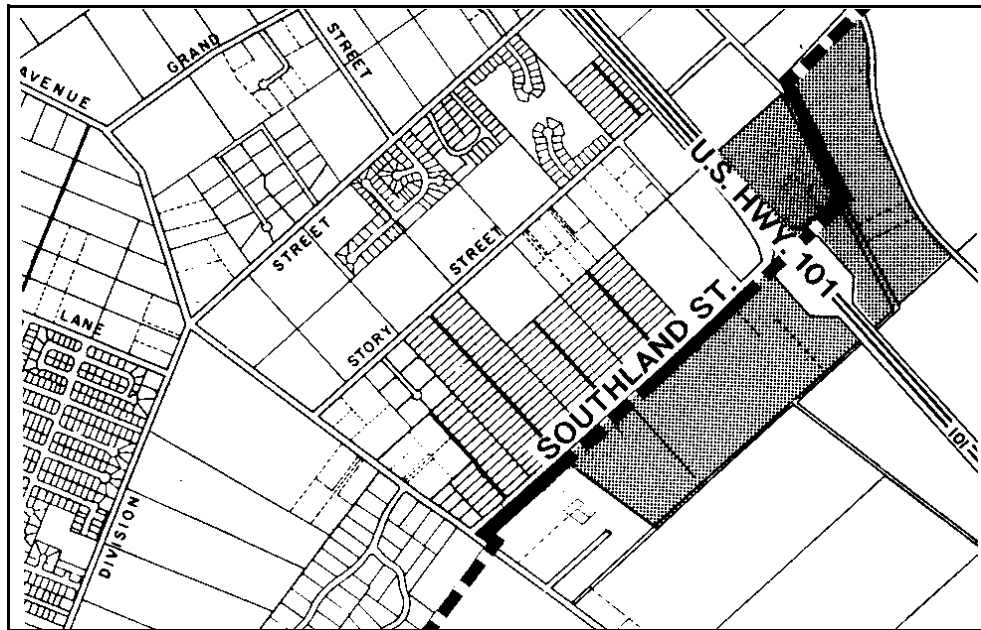 GRAND
STREET
AVENUE
STREET
STREET
U.S. HWY. 101
LANE
STORY
SOUTHLAND ST.
101
DIVISION